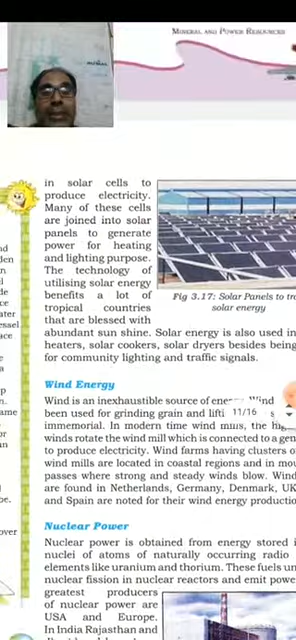 MINERAL AND POWER RESOURCES
in solar cells to
produce electricity.
Many of these cells
are joined into solar
panels to generate
power for heating
and lighting purpose.
The technology of
utilising solar energy
benefits a lot of
tropical countries
that are blessed with
abundant sun shine. Solar energy is also used in
heaters, solar cookers, solar dryers besides being
for community lighting and traffic signals.
Fig 3.17: Solar Panels to tra
solar energy
Wind Energy
Wind is an inexhaustible source of ener Wind
been used for grinding grain and lifti
11/16
immemorial. In modern time wind mills, the hig
winds rotate the wind mill which is connected to a gen
to produce electricity. Wind farms having clusters o
wind mills are located in coastal regions and in mou
passes where strong and steady winds blow. Wind
are found in Netherlands, Germany, Denmark, UK
and Spain are noted for their wind energy productio
Nuclear Power
Nuclear power is obtained from energy stored i
nuclei of atoms of naturally occurring radio
elements like uranium and thorium. These fuels un
nuclear fission in nuclear reactors and emit powe
greatest producers
of nuclear power are
USA and Europe.
In India Rajasthan and